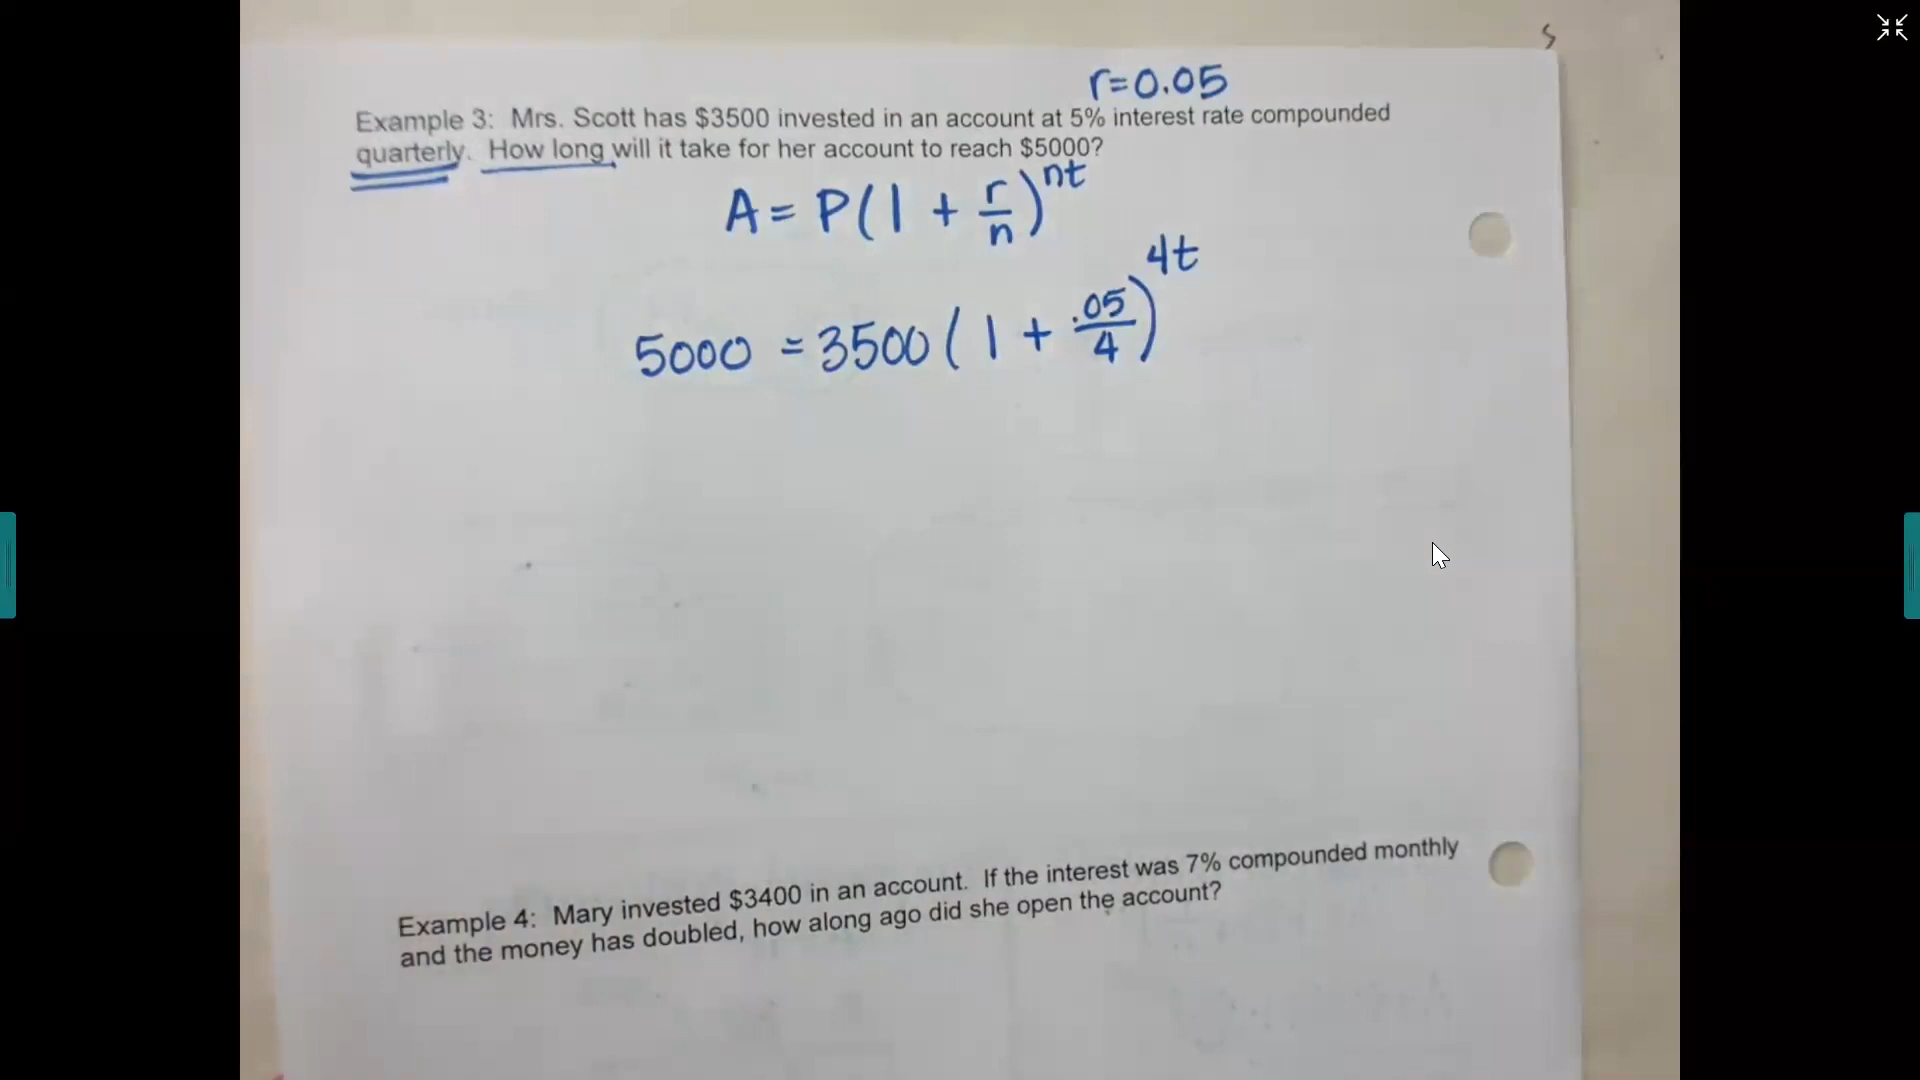 S
r=0.05
Example 3: Mrs. Scott has $3500 invested in an account at 5% interest rate compounded
quarterly. How long will it take for her account to reach $5000?
A = P(1 + r/n)^nt
5000 = 3500(1 + .05/4)^4t
Example 4: Mary invested $3400 in an account. If the interest was 7% compounded monthly
and the money has doubled, how along ago did she open the account?